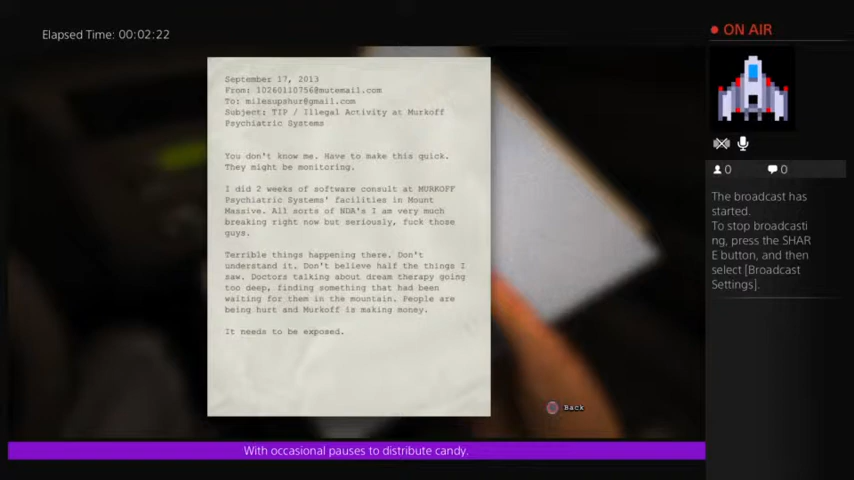 Elapsed Time: 00:02:22
ON AIR
September 17, 2013
From: 10260110756@mutemail.com
To: milesupshur@gmail.com
Subject: TIP / Illegal Activity at Murkoff
Psychiatric Systems
You don't know me. Have to make this quick.
They might be monitoring.
I did 2 weeks of software consult at MURKOFF
Psychiatric Systems' facilities in Mount
Massive. All sorts of NDA's I am very much
breaking right now but seriously, fuck those
guys.
Terrible things happening there. Don't
understand it. Don't believe half the things I
saw. Doctors talking about dream therapy going
too deep, finding something that had been
waiting for them in the mountain. People are
being hurt and Murkoff is making money.
It needs to be exposed.
Back
0
0
The broadcast has
started.
To stop broadcasti
ng, press the SHAR
E button, and then
select [Broadcast
Settings].
With occasional pauses to distribute candy.